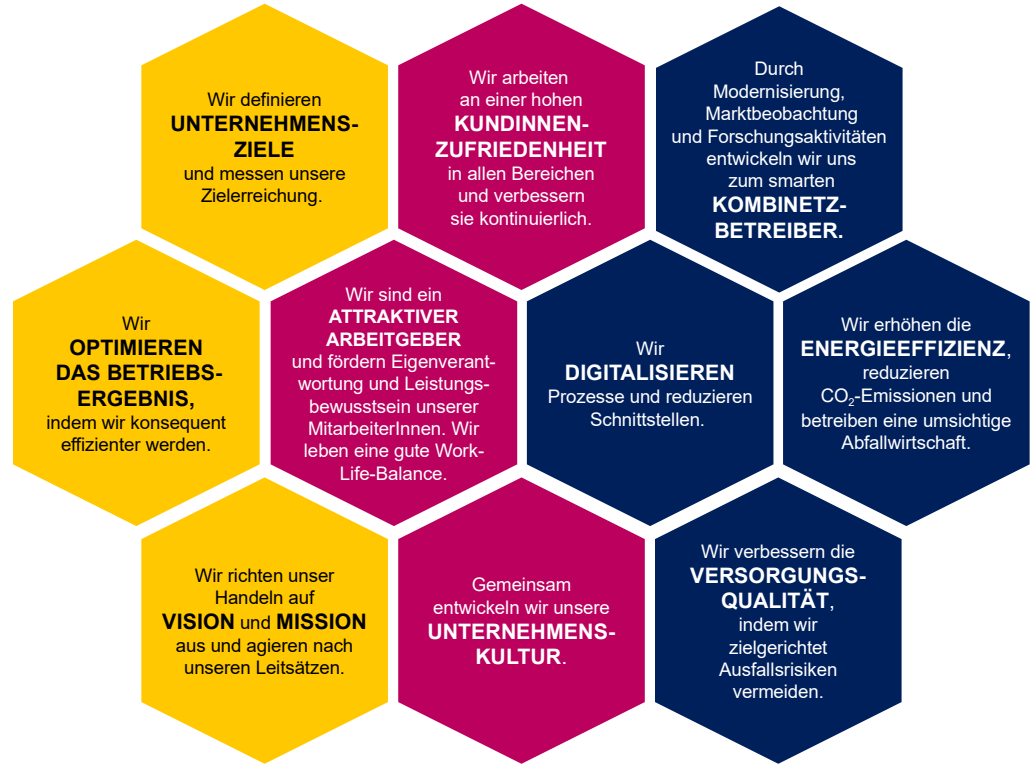 Wir definieren
UNTERNEHMENS-
ZIELE
und messen unsere
Zielerreichung.
Wir arbeiten
an einer hohen
KUNDINNEN-
ZUFRIEDENHEIT
in allen Bereichen
und verbessern
sie kontinuierlich.
Durch
Modernisierung,
Marktbeobachtung
und Forschungsaktivitäten
entwickeln wir uns
zum smarten
KOMBINETZ-
BETREIBER.
Wir
OPTIMIEREN
DAS BETRIEBS-
ERGEBNIS,
indem wir konsequent
effizienter werden.
Wir sind ein
ATTRAKTIVER
ARBEITGEBER
und fördern Eigenverant-
wortung und Leistungs-
bewusstsein unserer
MitarbeiterInnen. Wir
leben eine gute Work-
Life-Balance.
Wir
DIGITALISIEREN
Prozesse und reduzieren
Schnittstellen.
Wir erhöhen die
ENERGIEEFFIZIENZ,
reduzieren
CO₂-Emissionen und
betreiben eine umsichtige
Abfallwirtschaft.
Wir richten unser
Handeln auf
VISION und MISSION
aus und agieren nach
unseren Leitsätzen.
Gemeinsam
entwickeln wir unsere
UNTERNEHMENS-
KULTUR.
Wir verbessern die
VERSORGUNGS-
QUALITÄT,
indem wir
zielgerichtet
Ausfallsrisiken
vermeiden.